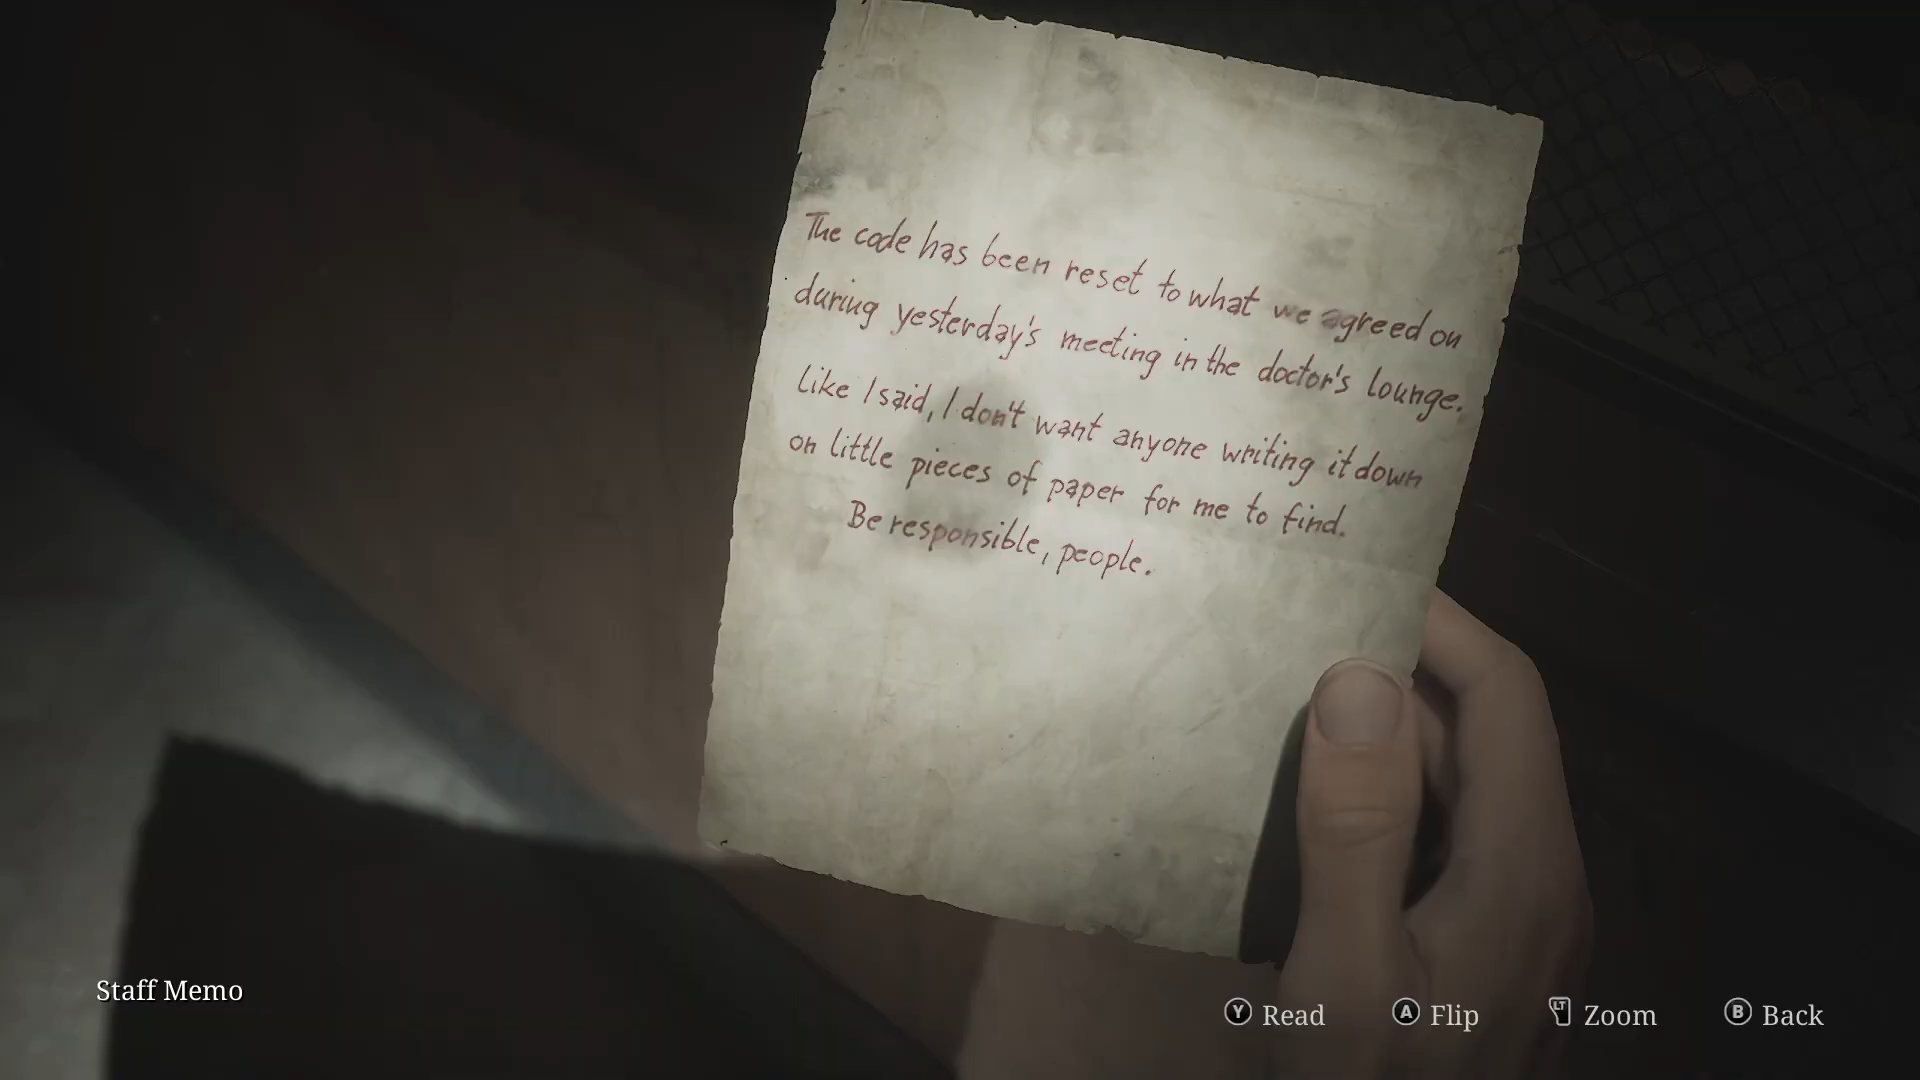 The code has been reset to what we agreed on
during yesterday's meeting in the doctor's lounge.
Like I said, I don't want anyone writing it down
on little pieces of paper for me to find.
Be responsible, people.
Staff Memo
Y Read A Flip LT Zoom B Back